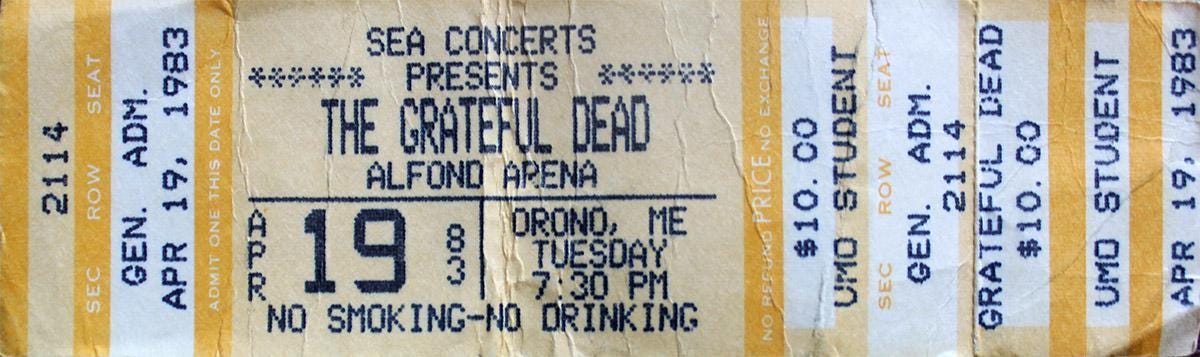 2114
SEC ROW SEAT
GEN. ADM.
APR 19, 1983
ADMIT ONE THIS DATE ONLY
SEA CONCERTS
****** PRESENTS ******
THE GRATEFUL DEAD
ALFOND ARENA
APR 19 83
ORONO, ME
TUESDAY
7:30 PM
NO SMOKING-NO DRINKING
NO REFUND PRICE NO EXCHANGE
$10.00
UMO STUDENT
SEC ROW SEAT
GEN. ADM.
2114
GRATEFUL DEAD
$10.00
UMO STUDENT
APR 19, 1983